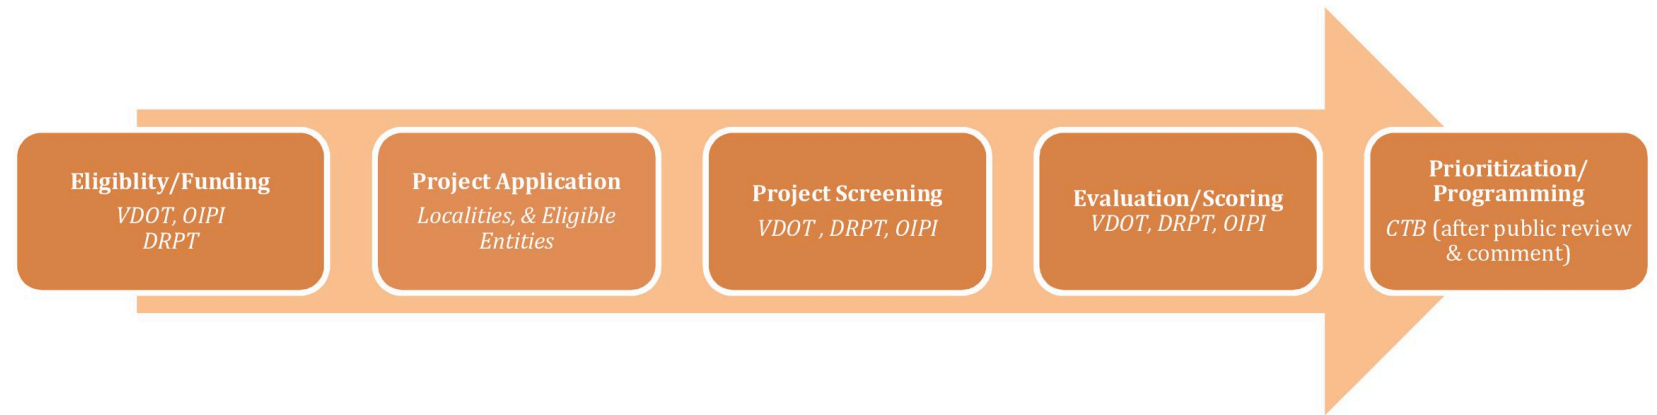 Eligiblity/Funding
VDOT, OIPI
DRPT
Project Application
Localities, & Eligible
Entities
Project Screening
VDOT , DRPT, OIPI
Evaluation/Scoring
VDOT, DRPT, OIPI
Prioritization/
Programming
CTB (after public review
& comment)